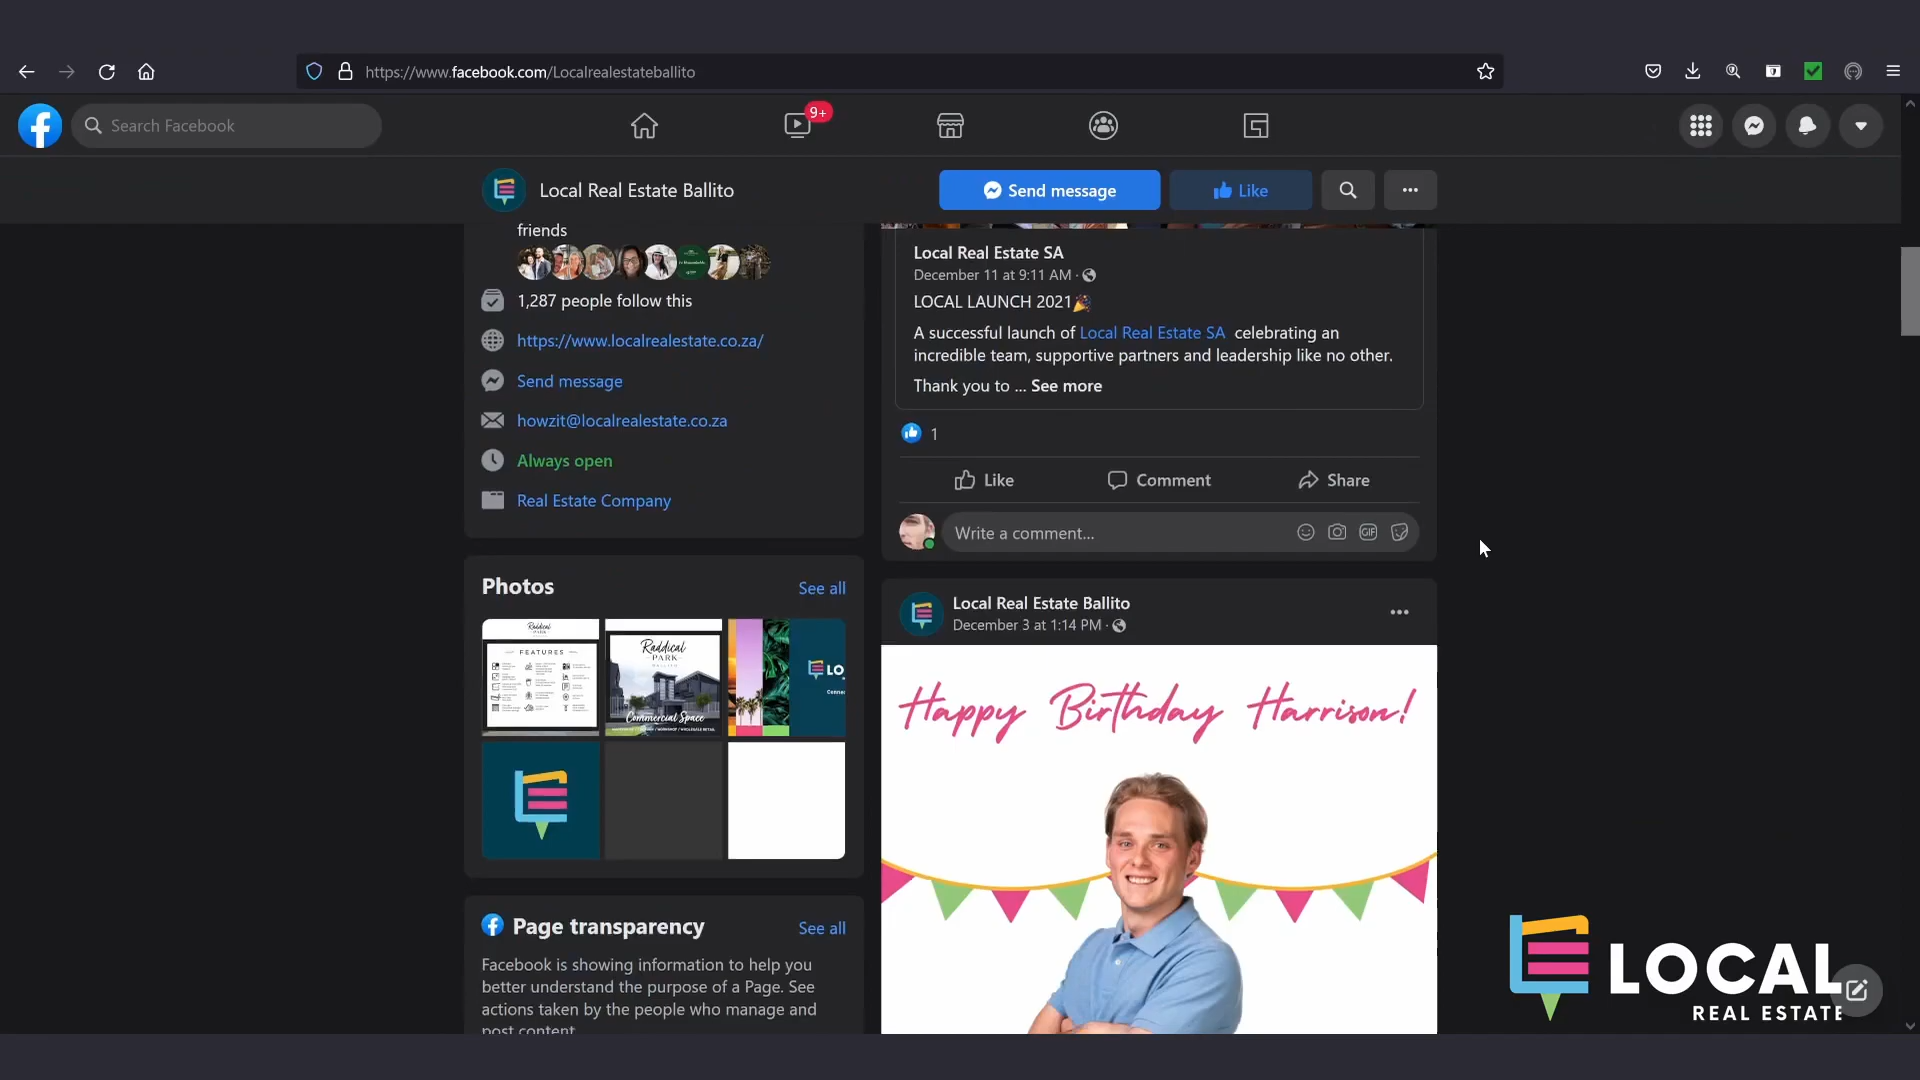 https://www.facebook.com/Localrealestateballito
Search Facebook
9+
Local Real Estate Ballito
Send message
Like
friends
1,287 people follow this
https://www.localrealestate.co.za/
Send message
howzit@localrealestate.co.za
Always open
Real Estate Company
Photos
See all
Raddical
PARK
FEATURES
Raddical
PARK
BALLITO
Commercial Space
LO
Connec
Page transparency
See all
Facebook is showing information to help you
better understand the purpose of a Page. See
actions taken by the people who manage and
post content.
Local Real Estate SA
December 11 at 9:11 AM ·
LOCAL LAUNCH 2021🎉
A successful launch of Local Real Estate SA celebrating an
incredible team, supportive partners and leadership like no other.
Thank you to ... See more
1
Like
Comment
Share
Write a comment...
GIF
Local Real Estate Ballito
December 3 at 1:14 PM ·
Happy Birthday Harrison!
LOCAL
REAL ESTATE